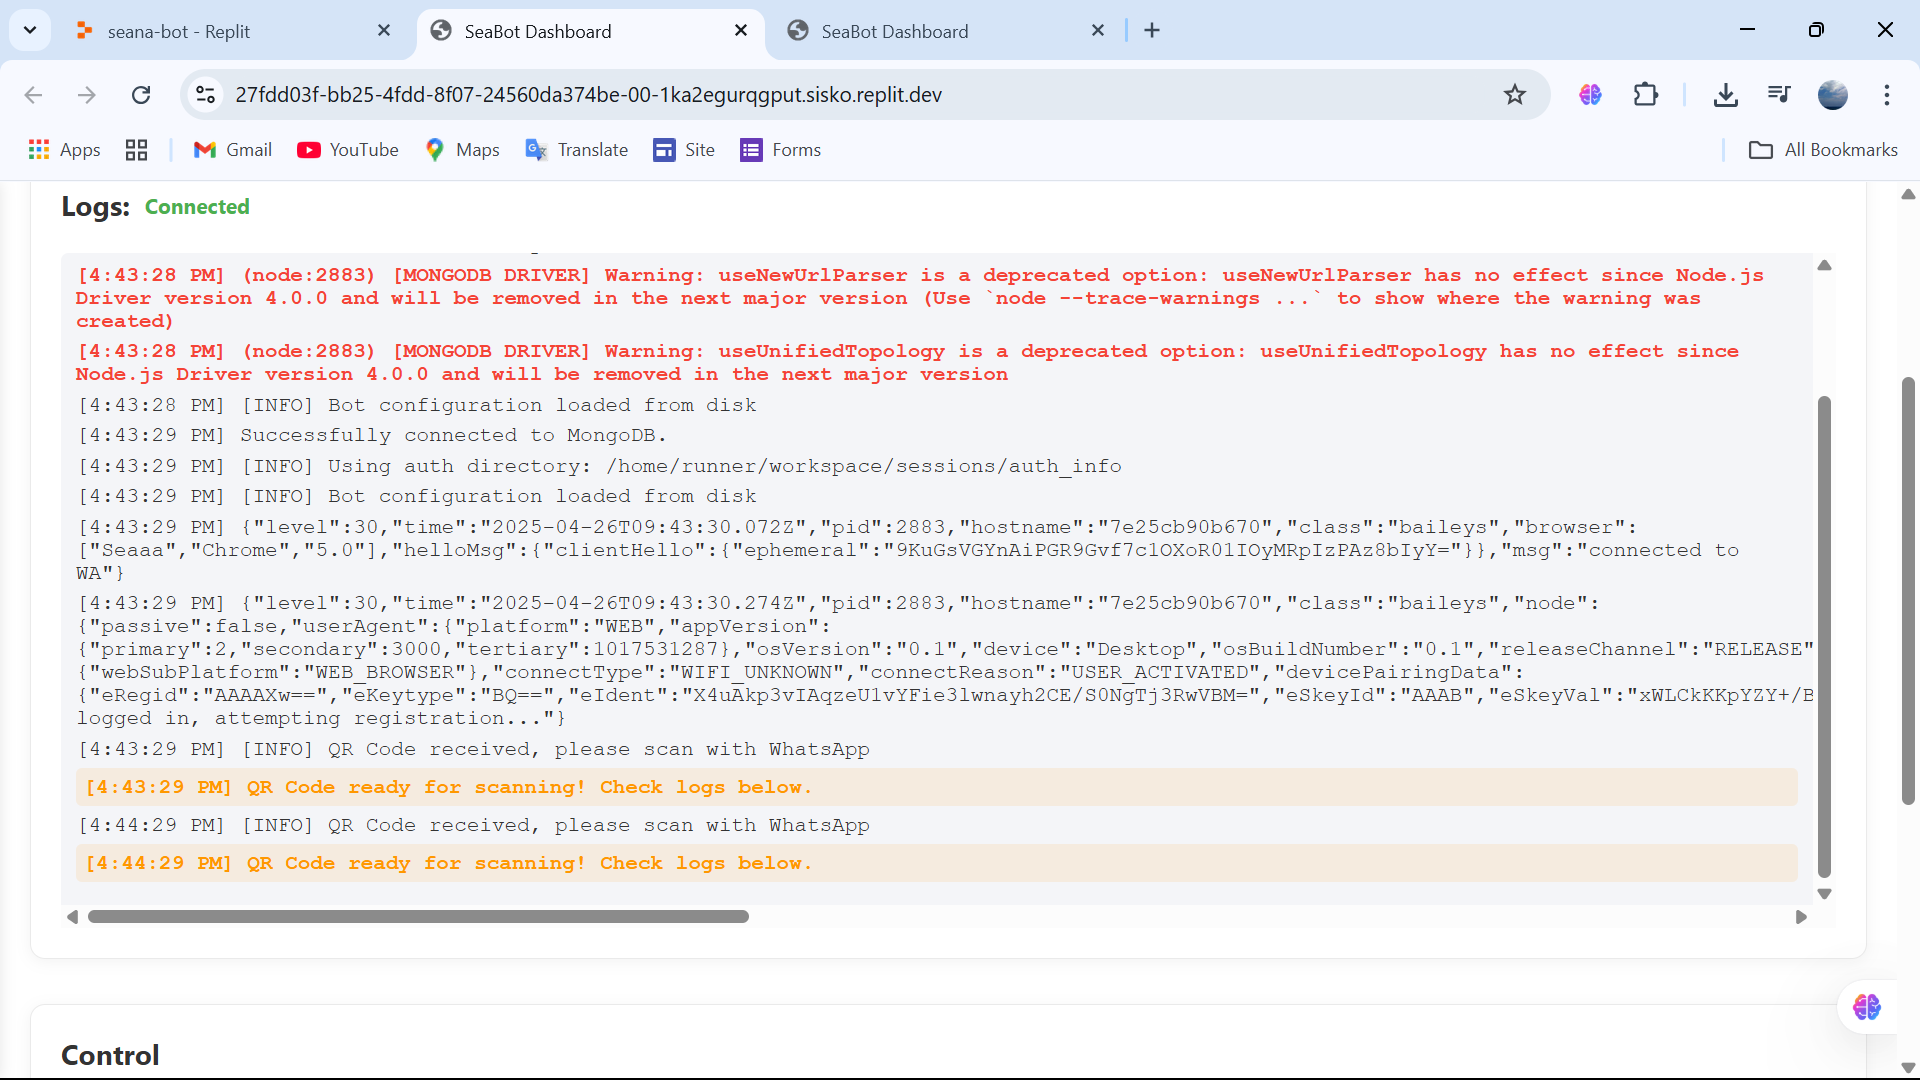 seana-bot - Replit
SeaBot Dashboard
SeaBot Dashboard
27fdd03f-bb25-4fdd-8f07-24560da374be-00-1ka2egurqgput.sisko.replit.dev
Apps
Gmail
YouTube
Maps
Translate
Site
Forms
All Bookmarks
Logs: Connected
[4:43:28 PM] (node:2883) [MONGODB DRIVER] Warning: useNewUrlParser is a deprecated option: useNewUrlParser has no effect since Node.js
Driver version 4.0.0 and will be removed in the next major version (Use `node --trace-warnings ...` to show where the warning was
created)
[4:43:28 PM] (node:2883) [MONGODB DRIVER] Warning: useUnifiedTopology is a deprecated option: useUnifiedTopology has no effect since
Node.js Driver version 4.0.0 and will be removed in the next major version
[4:43:28 PM] [INFO] Bot configuration loaded from disk
[4:43:29 PM] Successfully connected to MongoDB.
[4:43:29 PM] [INFO] Using auth directory: /home/runner/workspace/sessions/auth_info
[4:43:29 PM] [INFO] Bot configuration loaded from disk
[4:43:29 PM] {"level":30,"time":"2025-04-26T09:43:30.072Z","pid":2883,"hostname":"7e25cb90b670","class":"baileys","browser":
["Seaaa","Chrome","5.0"],"helloMsg":{"clientHello":{"ephemeral":"9KuGsVGYnAiPGR9Gvf7c1OXoR01IOyMRpIzPAz8bIyY="}},"msg":"connected to
WA"}
[4:43:29 PM] {"level":30,"time":"2025-04-26T09:43:30.274Z","pid":2883,"hostname":"7e25cb90b670","class":"baileys","node":
{"passive":false,"userAgent":{"platform":"WEB","appVersion":
{"primary":2,"secondary":3000,"tertiary":1017531287},"osVersion":"0.1","device":"Desktop","osBuildNumber":"0.1","releaseChannel":"RELEASE"
{"webSubPlatform":"WEB_BROWSER"},"connectType":"WIFI_UNKNOWN","connectReason":"USER_ACTIVATED","devicePairingData":
{"eRegid":"AAAAXw==","eKeytype":"BQ==","eIdent":"X4uAkp3vIAqzeU1vYFie3lwnayh2CE/S0NgTj3RwVBM=","eSkeyId":"AAAB","eSkeyVal":"xWLCkKKpYZY+/B
logged in, attempting registration..."}
[4:43:29 PM] [INFO] QR Code received, please scan with WhatsApp
[4:43:29 PM] QR Code ready for scanning! Check logs below.
[4:44:29 PM] [INFO] QR Code received, please scan with WhatsApp
[4:44:29 PM] QR Code ready for scanning! Check logs below.
Control